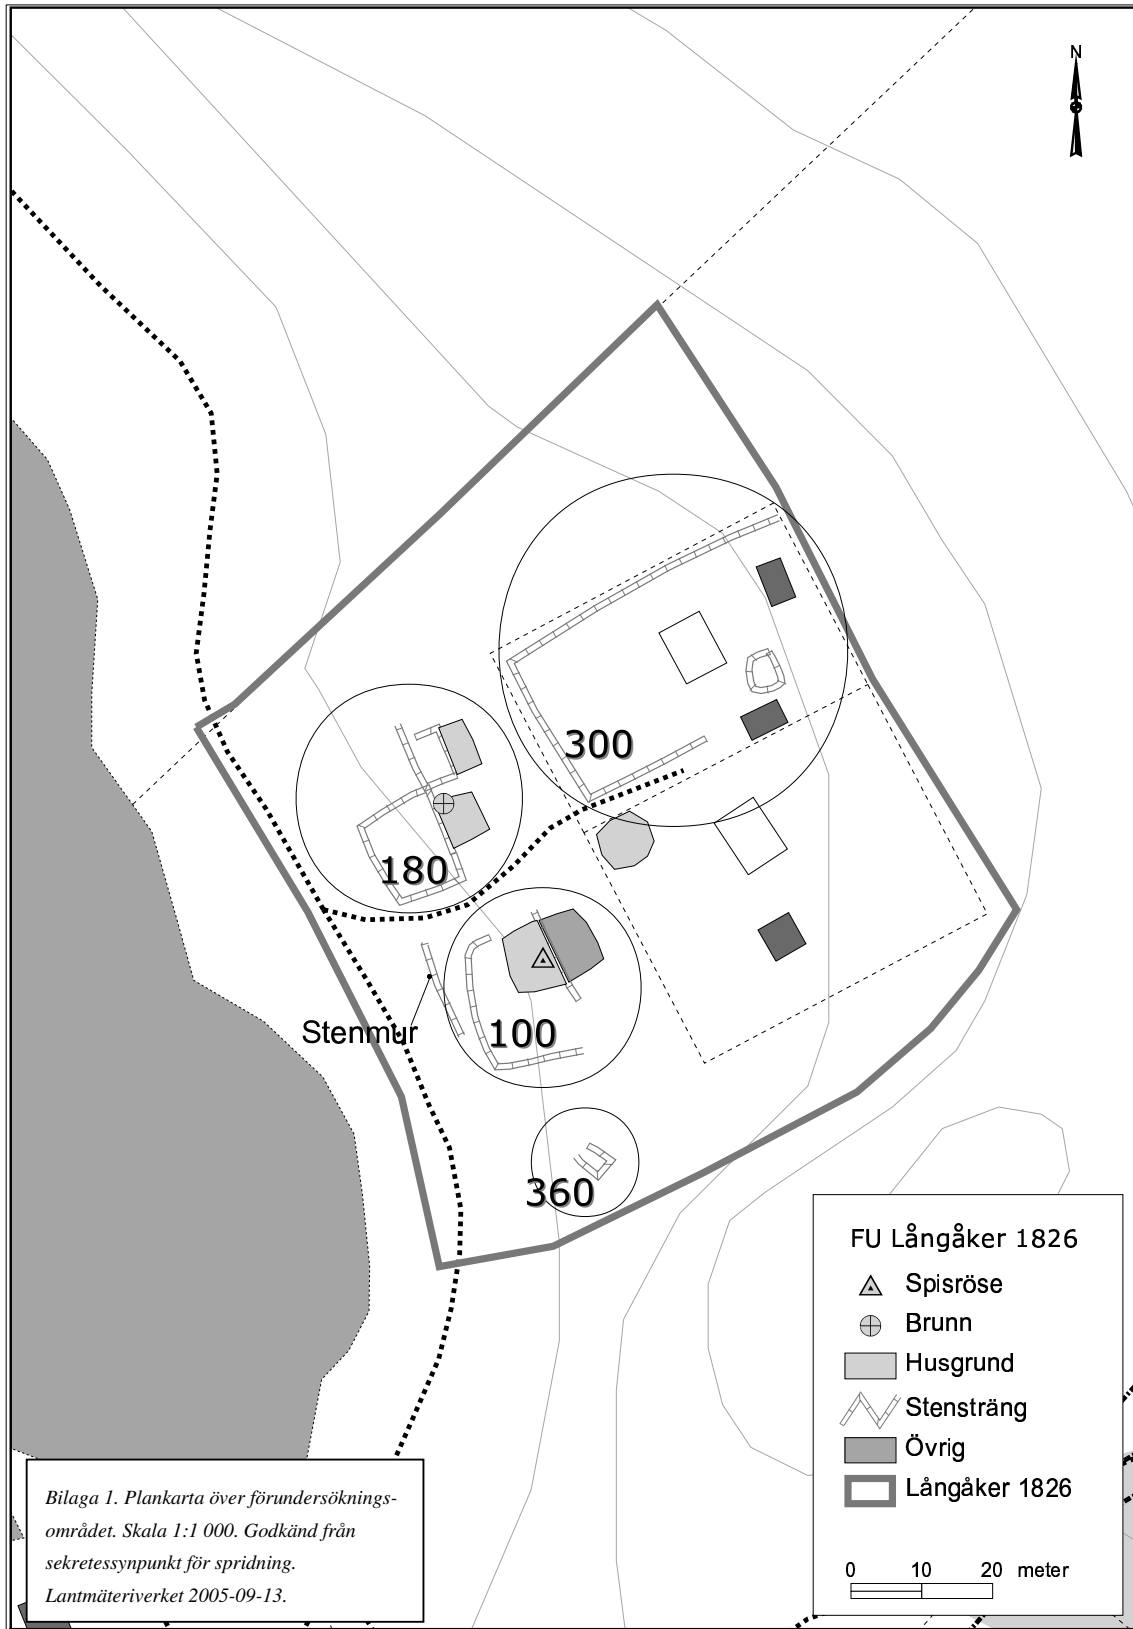 N
300
180
Stenmur
100
360
FU Långåker 1826
Spisröse
Brunn
Husgrund
Stensträng
Övrig
Långåker 1826
0 10 20 meter
Bilaga 1. Plankarta över förundersöknings-
området. Skala 1:1 000. Godkänd från
sekretessynpunkt för spridning.
Lantmäteriverket 2005-09-13.